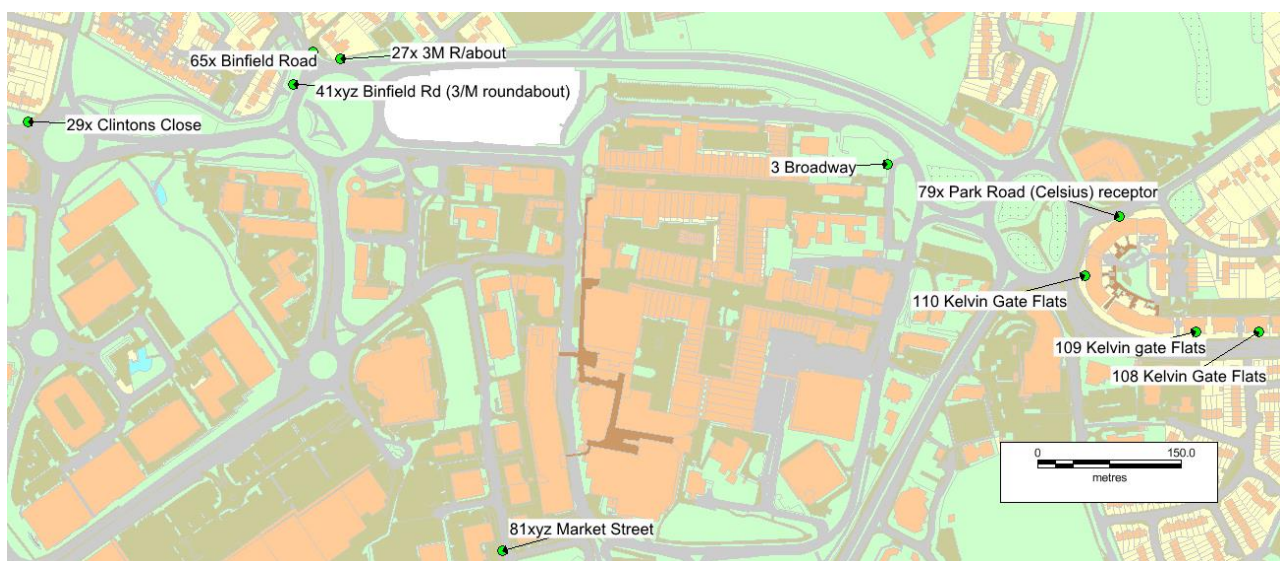 65x Binfield Road
27x 3M R/about
41xyz Binfield Rd (3/M roundabout)
29x Clintons Close
3 Broadway
79x Park Road (Celsius) receptor
110 Kelvin Gate Flats
109 Kelvin gate Flats
108 Kelvin Gate Flats
0 150.0
metres
81xyz Market Street